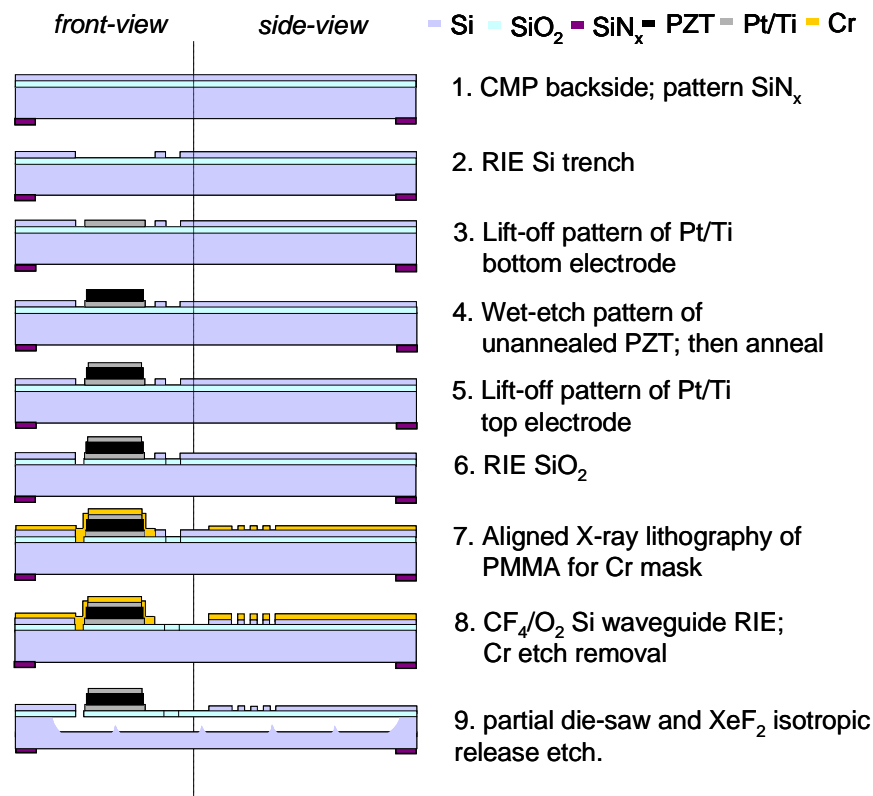 front-view side-view Si SiO₂ SiNₓ PZT Pt/Ti Cr
1. CMP backside; pattern SiNₓ
2. RIE Si trench
3. Lift-off pattern of Pt/Ti
bottom electrode
4. Wet-etch pattern of
unannealed PZT; then anneal
5. Lift-off pattern of Pt/Ti
top electrode
6. RIE SiO₂
7. Aligned X-ray lithography of
PMMA for Cr mask
8. CF₄/O₂ Si waveguide RIE;
Cr etch removal
9. partial die-saw and XeF₂ isotropic
release etch.